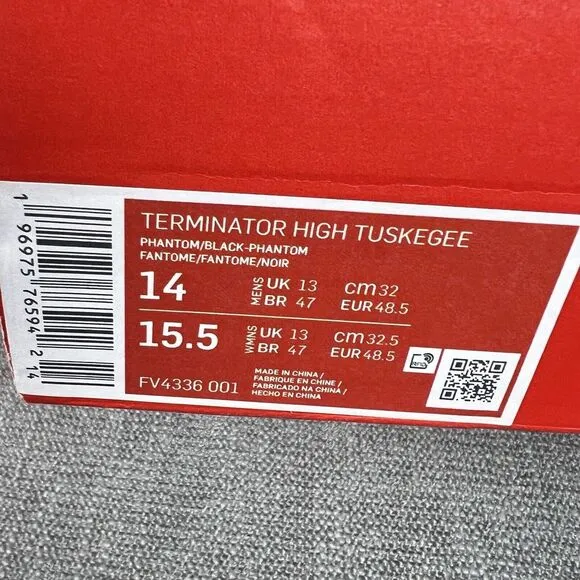 TERMINATOR HIGH TUSKEGEE
PHANTOM/BLACK-PHANTOM
FANTOME/FANTOME/NOIR
14 MENS UK 13 cm 32
BR 47 EUR 48.5
15.5 WMNS UK 13 cm 32.5
BR 47 EUR 48.5
FV4336 001
MADE IN CHINA /
FABRIQUE EN CHINE /
FABRICADO NA CHINA /
HECHO EN CHINA
RFID
1 96975 76594 2 14